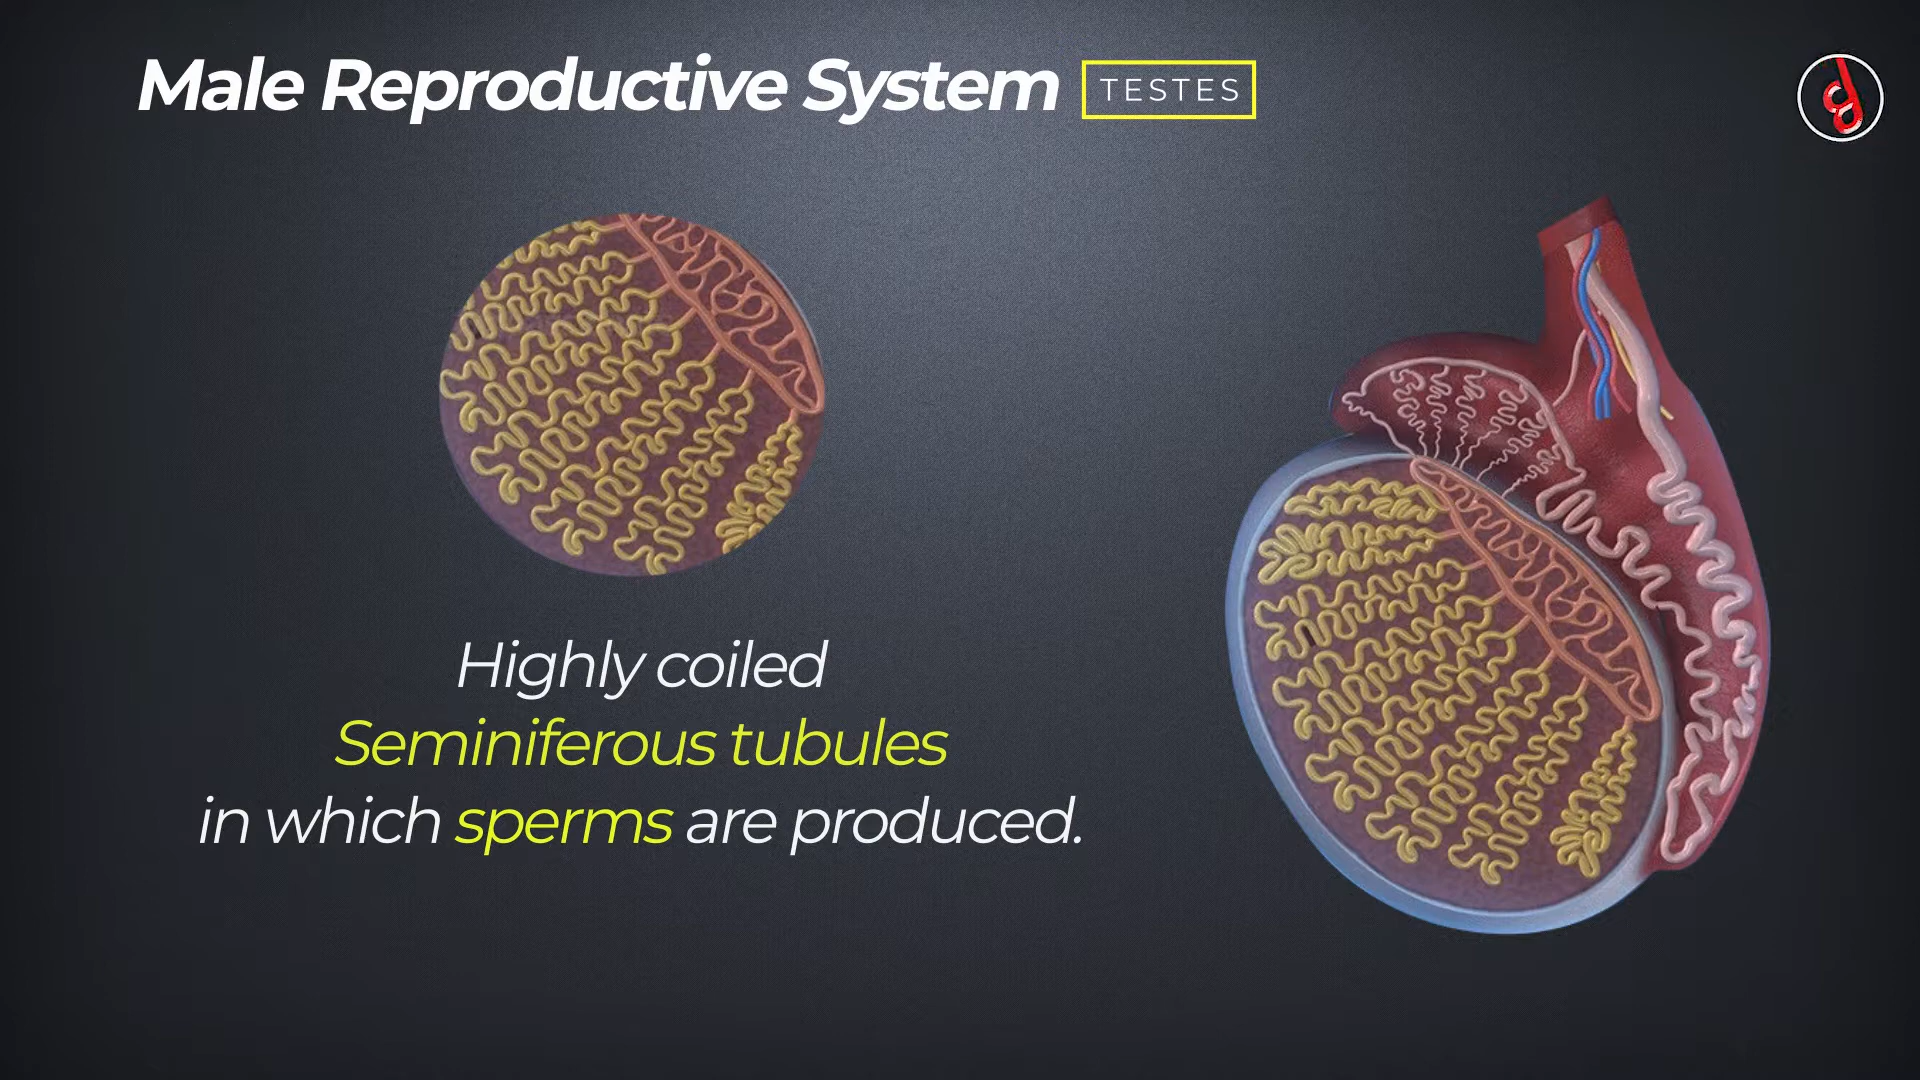 Male Reproductive System TESTES
Highly coiled
Seminiferous tubules
in which sperms are produced.